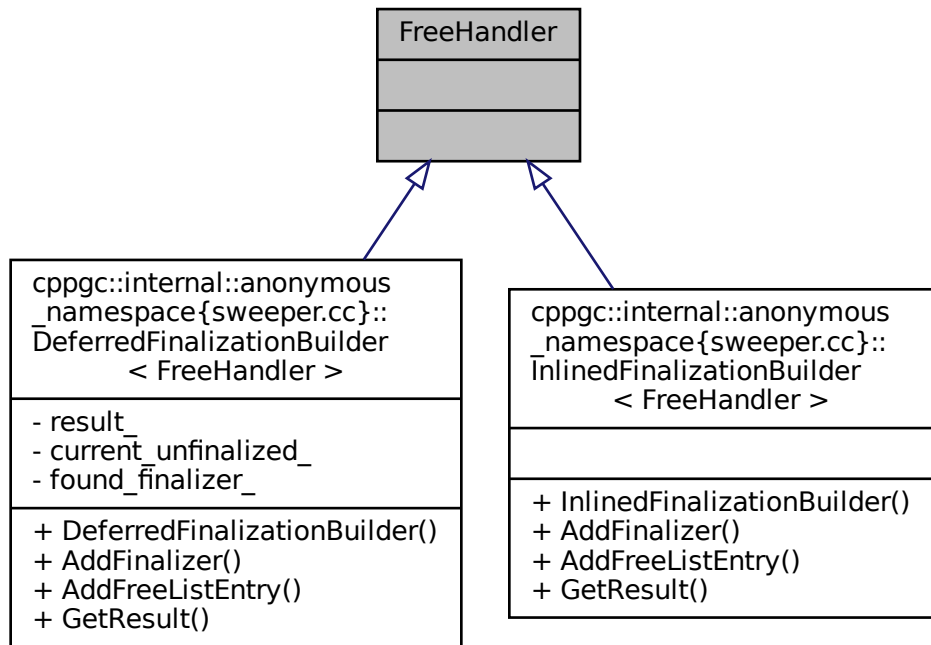 FreeHandler
cppgc::internal::anonymous
_namespace{sweeper.cc}::
DeferredFinalizationBuilder
< FreeHandler >
- result_
- current_unfinalized_
- found_finalizer_
+ DeferredFinalizationBuilder()
+ AddFinalizer()
+ AddFreeListEntry()
+ GetResult()
cppgc::internal::anonymous
_namespace{sweeper.cc}::
InlinedFinalizationBuilder
< FreeHandler >
+ InlinedFinalizationBuilder()
+ AddFinalizer()
+ AddFreeListEntry()
+ GetResult()